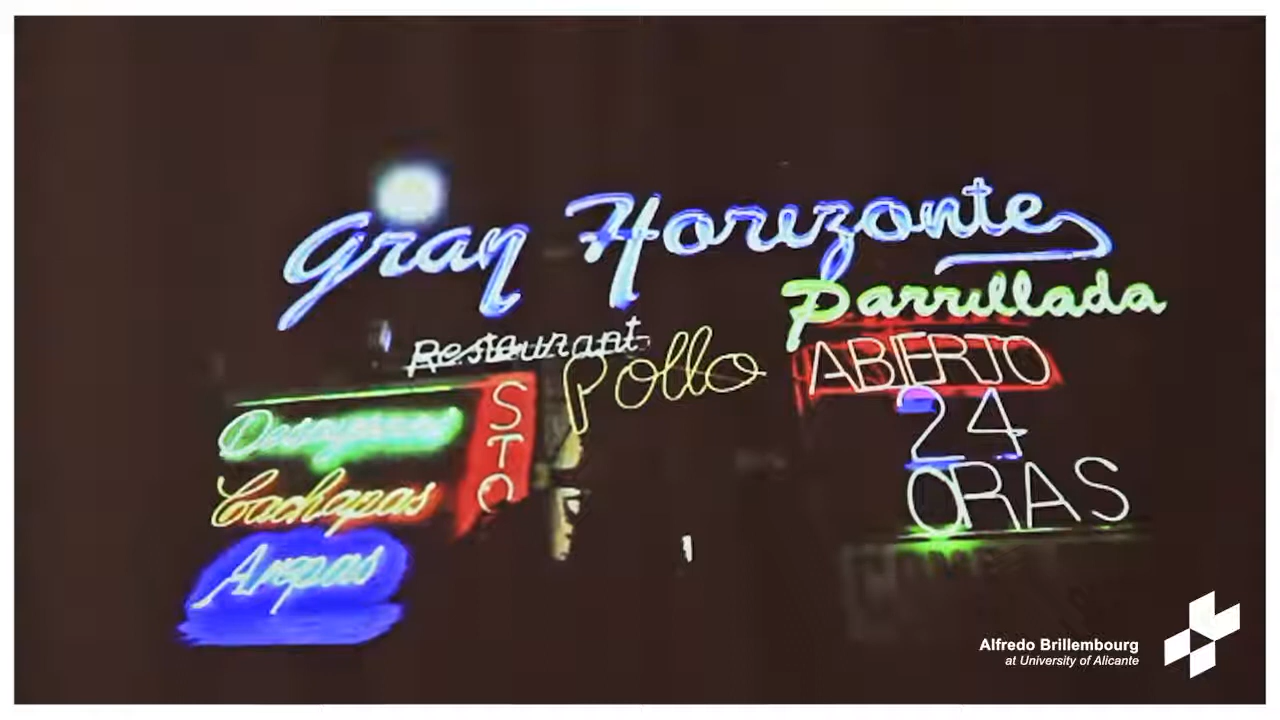 Gran Horizonte
Parrillada
Restaurant
Pollo
ABIERTO
24
ORAS
STO
Cachapas
Arepas
Alfredo Brillembourg
at University of Alicante